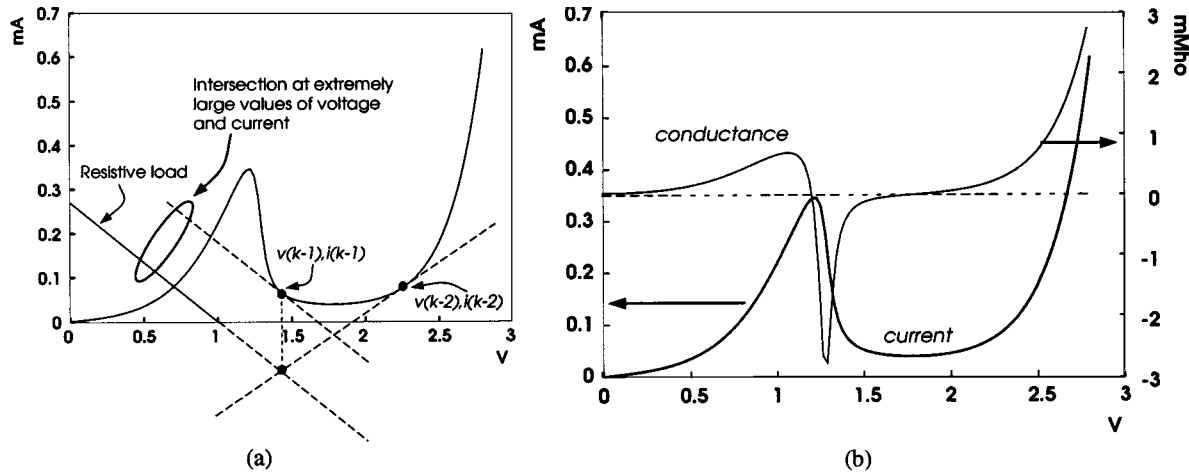 mA
0.7
0.6
0.5
0.4
0.3
0.2
0.1
0
0
0.5
1
1.5
2
2.5
3
V
Intersection at extremely
large values of voltage
and current
Resistive load
v(k-1),i(k-1)
v(k-2),i(k-2)
(a)
mA
0.7
0.6
0.5
0.4
0.3
0.2
0.1
0
0
0.5
1
1.5
2
2.5
3
V
3
2
1
0
-1
-2
-3
mMho
conductance
current
(b)